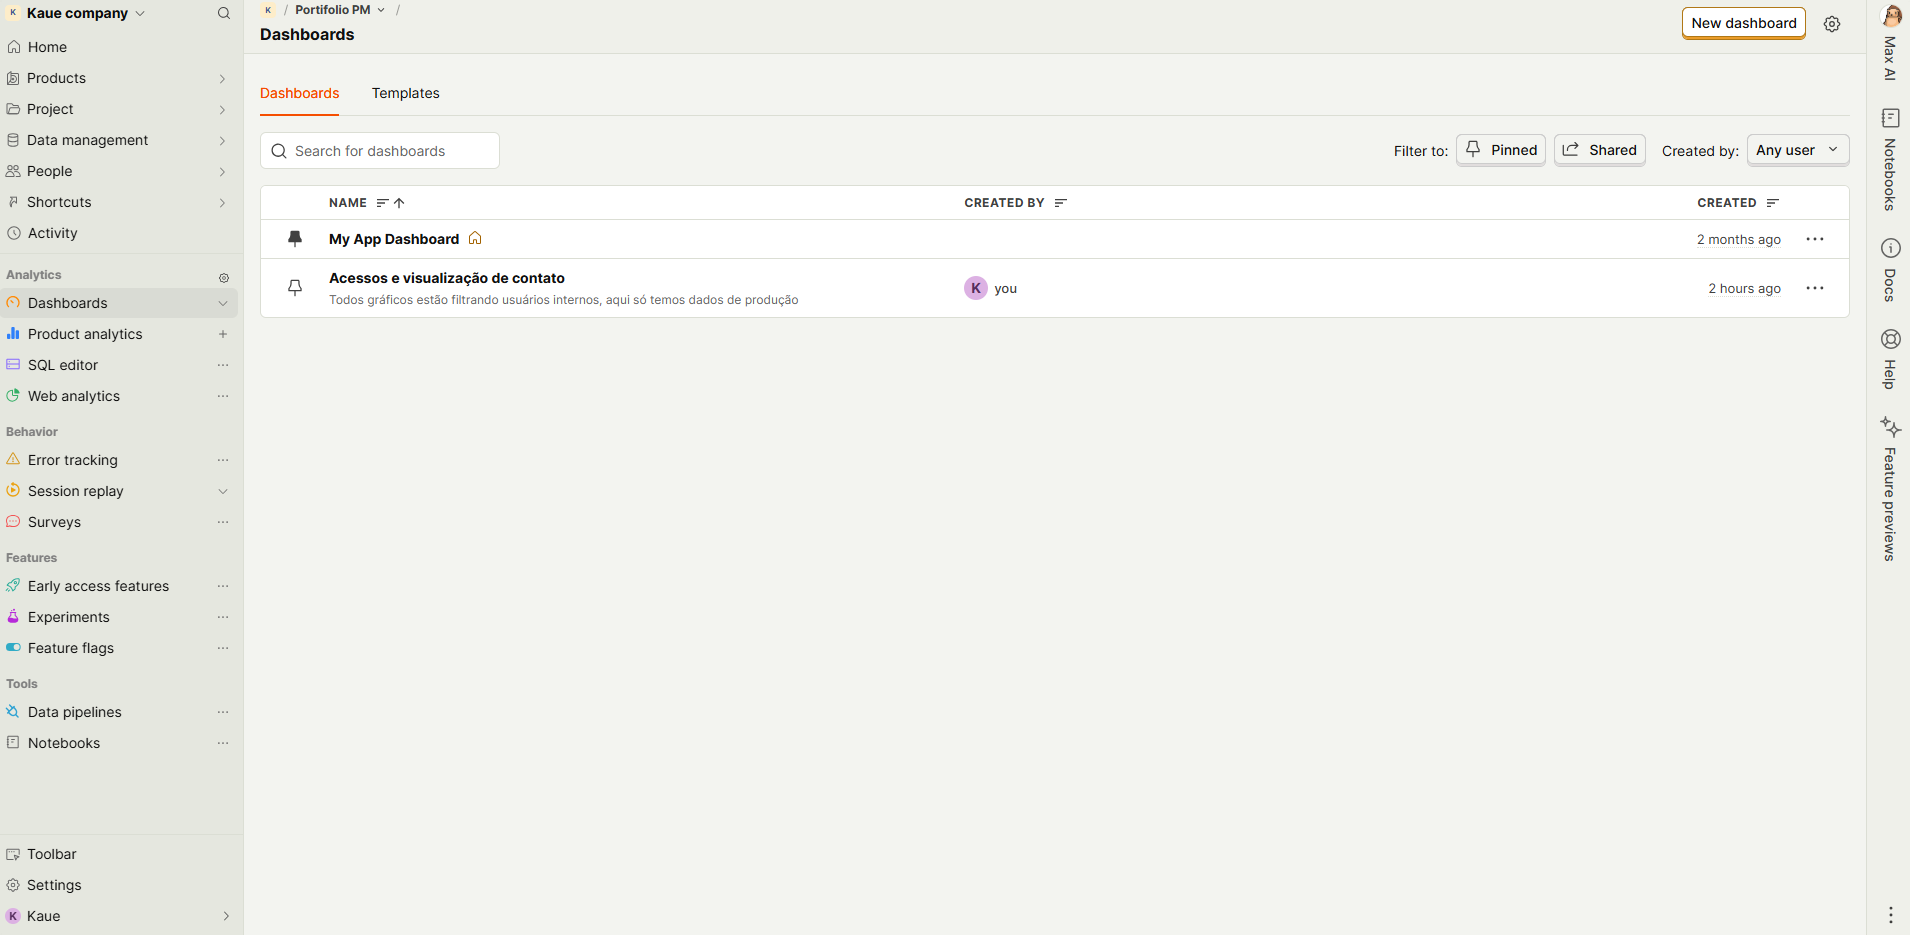 K Kaue company
Home
Products
Project
Data management
People
Shortcuts
Activity
Analytics
Dashboards
Product analytics
SQL editor
Web analytics
Behavior
Error tracking
Session replay
Surveys
Features
Early access features
Experiments
Feature flags
Tools
Data pipelines
Notebooks
Toolbar
Settings
K Kaue
K / Portifolio PM /
Dashboards
New dashboard
Dashboards Templates
Search for dashboards
Filter to: Pinned Shared Created by: Any user
NAME CREATED BY CREATED
My App Dashboard 2 months ago
Acessos e visualização de contato
Todos gráficos estão filtrando usuários internos, aqui só temos dados de produção
K you 2 hours ago
Max AI
Notebooks
Docs
Help
Feature previews